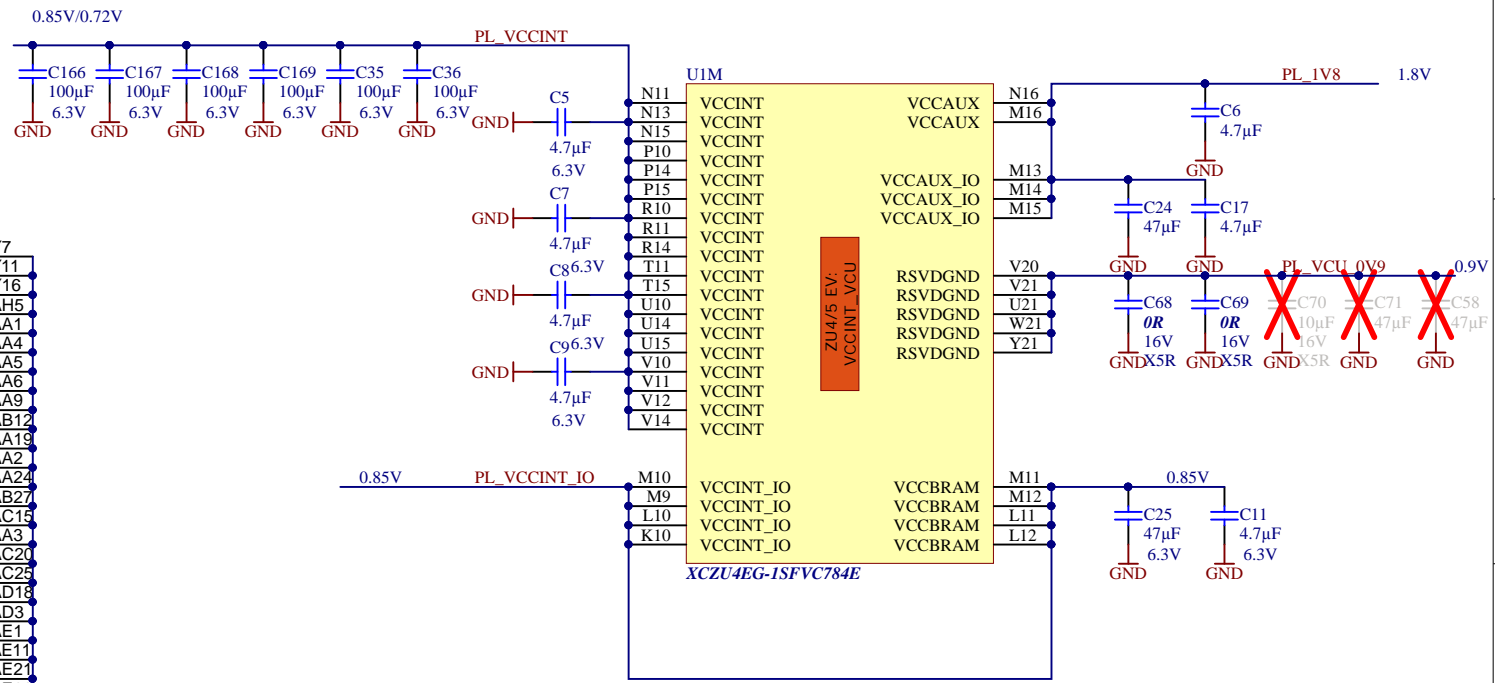 0.85V/0.72V
PL_VCCINT
C166
100µF
6.3V
GND
C167
100µF
6.3V
GND
C168
100µF
6.3V
GND
C169
100µF
6.3V
GND
C35
100µF
6.3V
GND
C36
100µF
6.3V
GND
C5
GND
4.7µF
6.3V
C7
GND
4.7µF
6.3V
C8
GND
4.7µF
6.3V
C9
GND
4.7µF
6.3V
U1M
N11 VCCINT
N13 VCCINT
N15 VCCINT
P10 VCCINT
P14 VCCINT
P15 VCCINT
R10 VCCINT
R11 VCCINT
R14 VCCINT
T11 VCCINT
T15 VCCINT
U10 VCCINT
U14 VCCINT
U15 VCCINT
V10 VCCINT
V11 VCCINT
V12 VCCINT
V14 VCCINT
0.85V PL_VCCINT_IO
M10 VCCINT_IO
M9 VCCINT_IO
L10 VCCINT_IO
K10 VCCINT_IO
ZU4/5 EV:
VCCINT_VCU
VCCAUX N16
VCCAUX M16
VCCAUX_IO M13
VCCAUX_IO M14
VCCAUX_IO M15
RSVDGND V20
RSVDGND V21
RSVDGND U21
RSVDGND W21
RSVDGND Y21
VCCBRAM M11
VCCBRAM M12
VCCBRAM L11
VCCBRAM L12
XCZU4EG-1SFVC784E
PL_1V8 1.8V
C6
4.7µF
GND
C24
47µF
GND
C17
4.7µF
GND
PL_VCU_0V9 0.9V
C68
0R
16V
X5R
GND
C69
0R
16V
X5R
GND
C70
10µF
16V
X5R
GND
C71
47µF
GND
C58
47µF
GND
0.85V
C25
47µF
6.3V
GND
C11
4.7µF
6.3V
GND
AH5
AA1
AA4
AA5
AA6
AA9
AB12
AA19
AA2
AA24
AB27
AC15
AA3
AC20
AC25
AD18
AD3
AE1
AE11
AE21